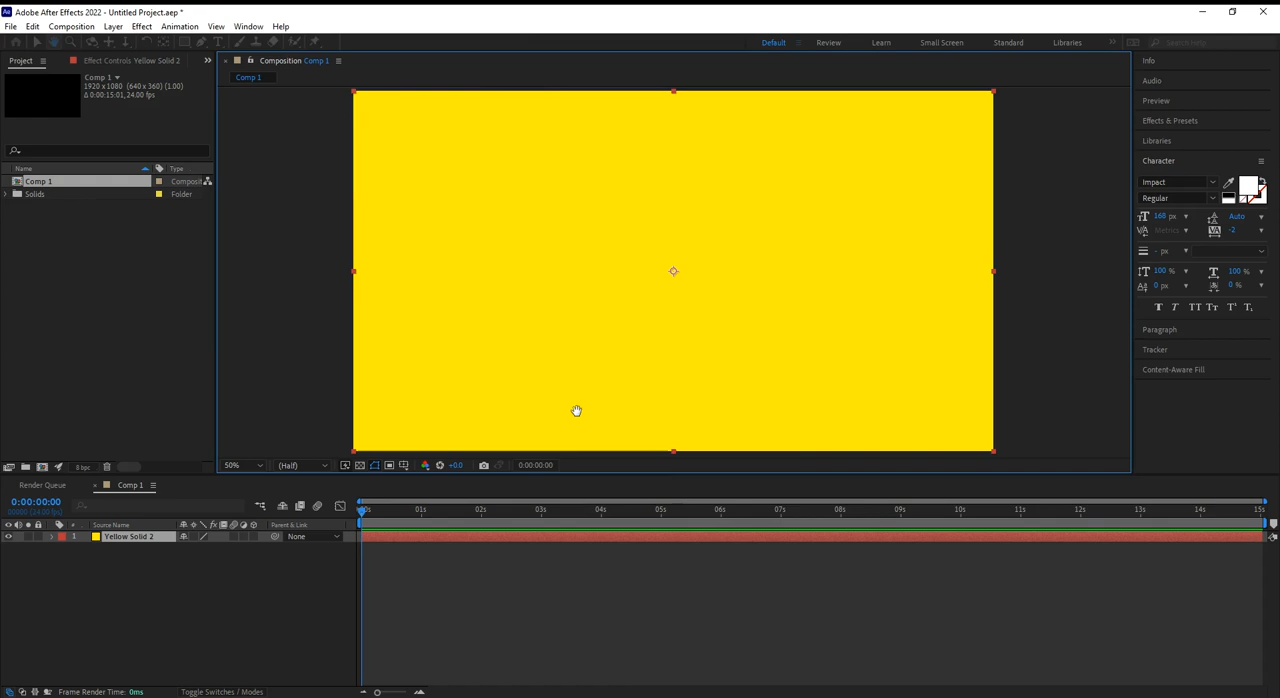 Adobe After Effects 2022 - Untitled Project.aep *
File Edit Composition Layer Effect Animation View Window Help
Default Review Learn Small Screen Standard Libraries Search Help
Project Effect Controls Yellow Solid 2
Composition Comp 1
Comp 1
Comp 1
1920 x 1080 (640 x 360) (1.00)
Δ 0:00:15:01, 24.00 fps
Name Type
Comp 1 Composit
Solids Folder
8 bpc
50% (Half) +0.0 0:00:00:00
Info
Audio
Preview
Effects & Presets
Libraries
Character
Impact
Regular
168 px Auto
Metrics -2
- px
100 % 100 %
0 px 0 %
T T TT Tт T¹ T₁
Paragraph
Tracker
Content-Aware Fill
Render Queue Comp 1
0:00:00:00
00000 (24.00 fps)
:00s 01s 02s 03s 04s 05s 06s 07s 08s 09s 10s 11s 12s 13s 14s 15s
# Source Name Parent & Link
1 Yellow Solid 2 None
Frame Render Time: 0ms Toggle Switches / Modes